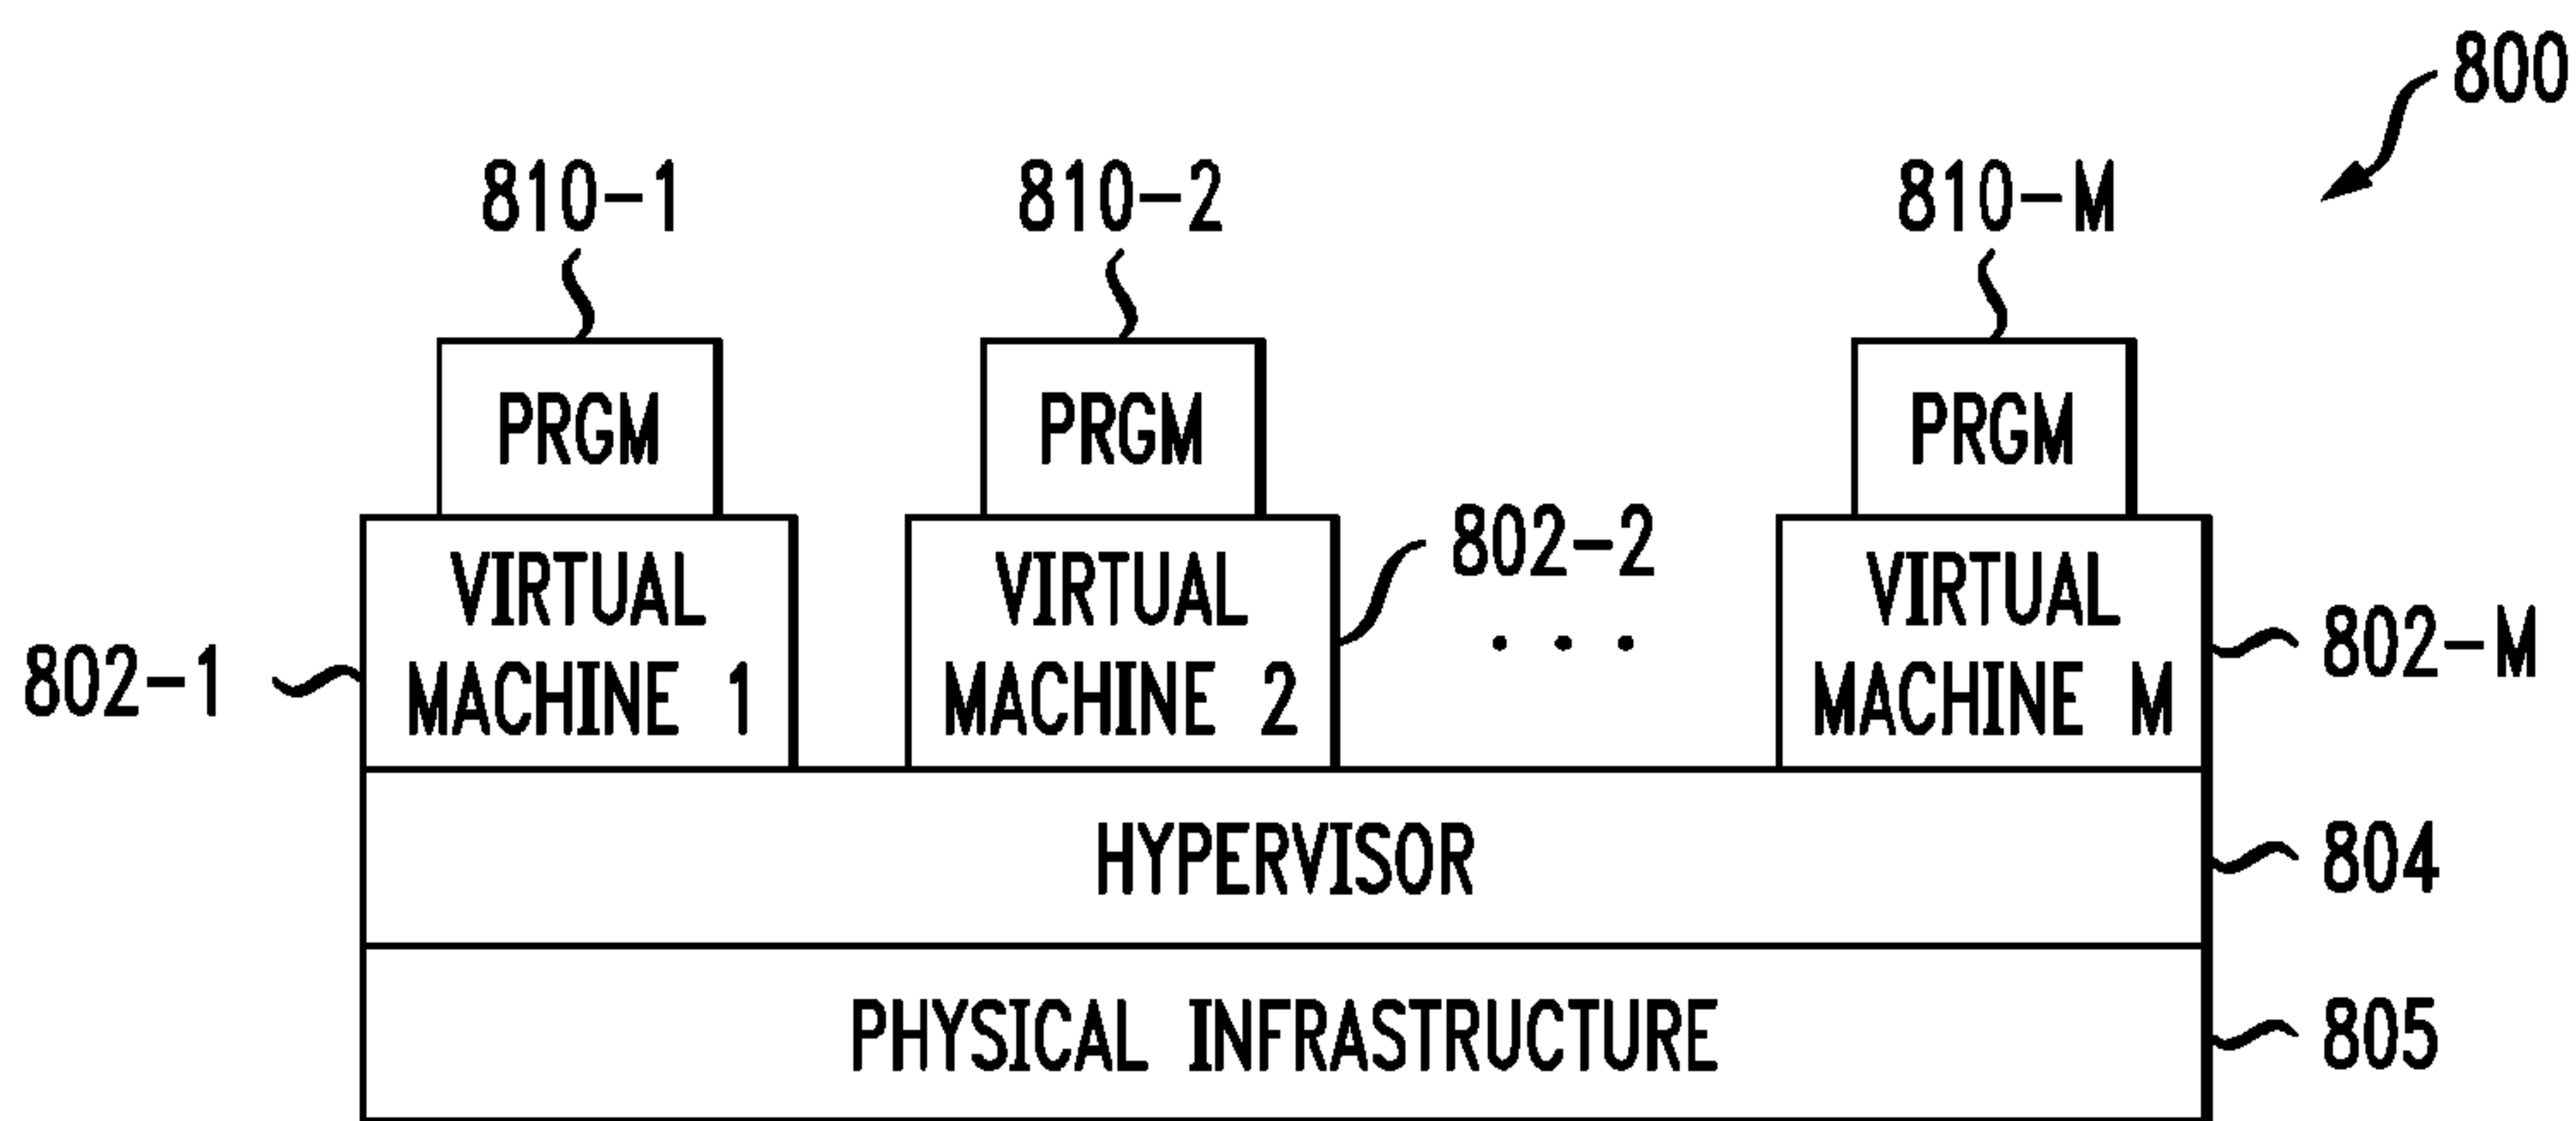 800
810-1 810-2 810-M
PRGM PRGM PRGM
802-2
VIRTUAL VIRTUAL VIRTUAL
802-1 MACHINE 1 MACHINE 2 . . . MACHINE M 802-M
HYPERVISOR 804
PHYSICAL INFRASTRUCTURE 805